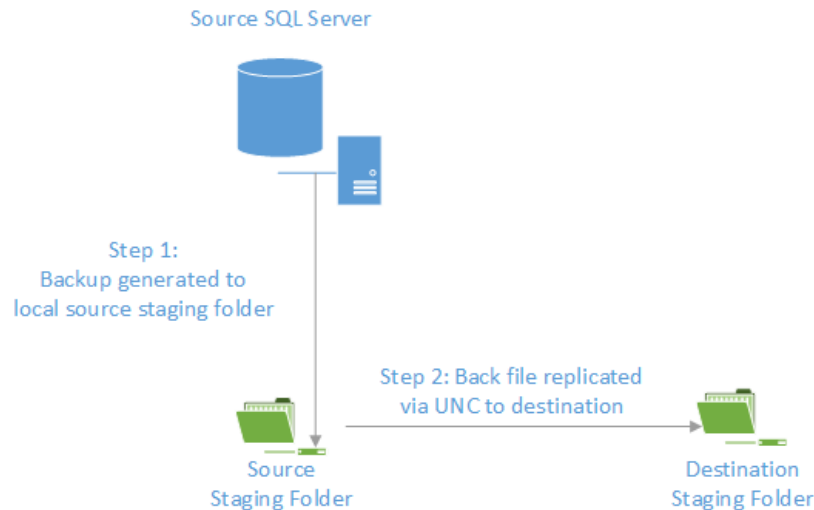 Source SQL Server
Step 1:
Backup generated to
local source staging folder
Step 2: Back file replicated
via UNC to destination
Source
Staging Folder
Destination
Staging Folder